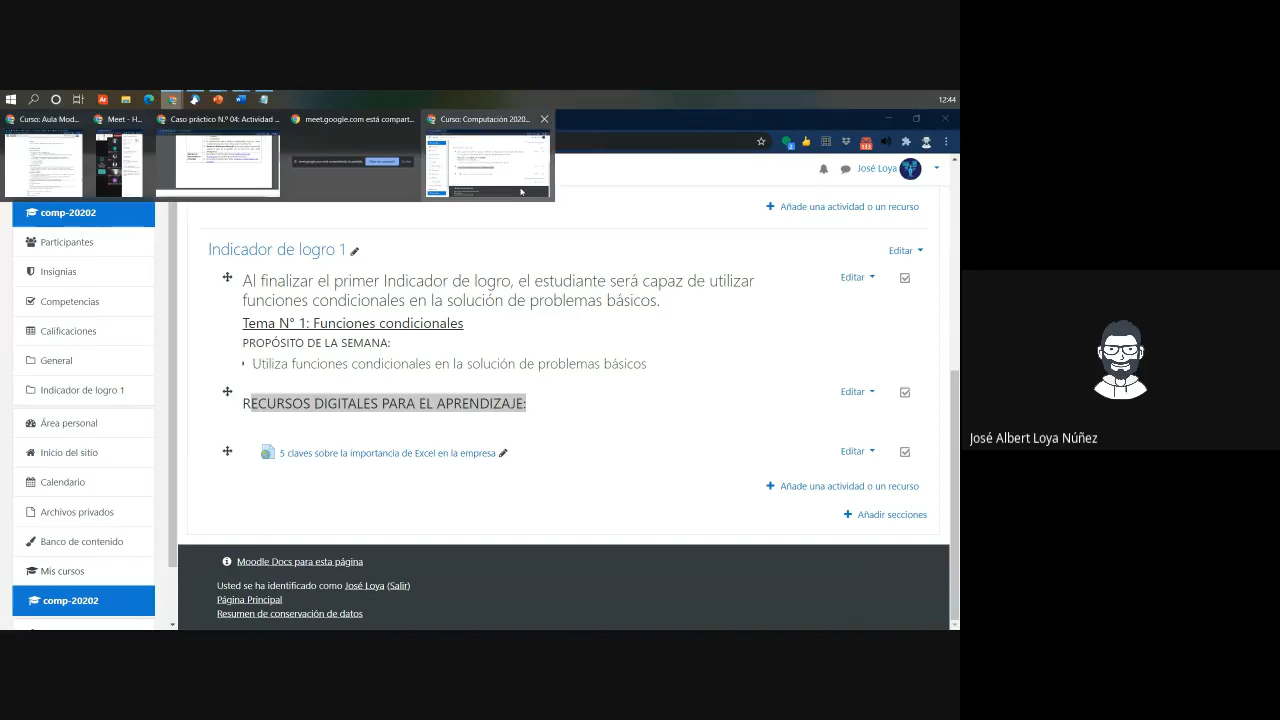 12:44
Curso: Aula Mod...
Meet - H...
Caso práctico N.º 04: Actividad ...
meet.google.com está compart...
Curso: Computación 2020...
José Loya
comp-20202
Participantes
Insignias
Competencias
Calificaciones
General
Indicador de logro 1
Área personal
Inicio del sitio
Calendario
Archivos privados
Banco de contenido
Mis cursos
comp-20202
Añade una actividad o un recurso
Indicador de logro 1
Editar
Al finalizar el primer Indicador de logro, el estudiante será capaz de utilizar
Editar
funciones condicionales en la solución de problemas básicos.
Tema N° 1: Funciones condicionales
PROPÓSITO DE LA SEMANA:
Utiliza funciones condicionales en la solución de problemas básicos
Editar
RECURSOS DIGITALES PARA EL APRENDIZAJE:
5 claves sobre la importancia de Excel en la empresa
Editar
Añade una actividad o un recurso
Añadir secciones
Moodle Docs para esta página
Usted se ha identificado como José Loya (Salir)
Página Principal
Resumen de conservación de datos
José Albert Loya Núñez